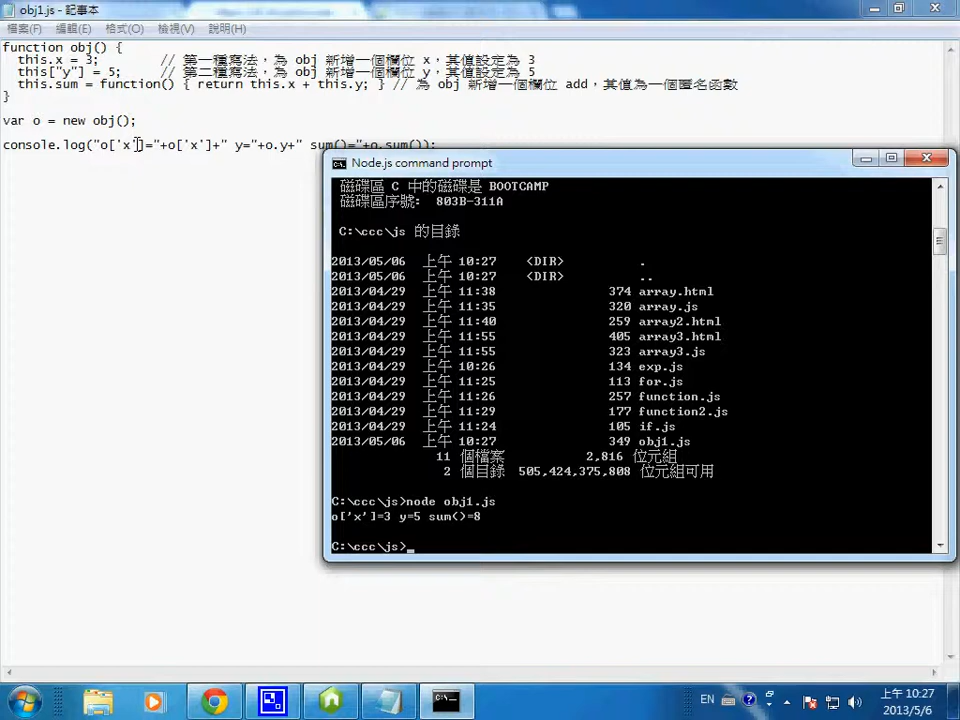 obj1.js - 記事本
檔案(F) 編輯(E) 格式(O) 檢視(V) 說明(H)
function obj() {
this.x = 3; // 第一種寫法，為 obj 新增一個欄位 x，其值設定為 3
this["y"] = 5; // 第二種寫法，為 obj 新增一個欄位 y，其值設定為 5
this.sum = function() { return this.x + this.y; } // 為 obj 新增一個欄位 add，其值為一個匿名函數
}
var o = new obj();
console.log("o['x']="+o['x']+" y="+o.y+" sum()="+o.sum());
Node.js command prompt
磁碟區 C 中的磁碟是 BOOTCAMP
磁碟區序號: 803B-311A
C:\ccc\js 的目錄
2013/05/06 上午 10:27 <DIR> .
2013/05/06 上午 10:27 <DIR> ..
2013/04/29 上午 11:38 374 array.html
2013/04/29 上午 11:35 320 array.js
2013/04/29 上午 11:40 259 array2.html
2013/04/29 上午 11:55 405 array3.html
2013/04/29 上午 11:55 323 array3.js
2013/05/06 上午 10:26 134 exp.js
2013/04/29 上午 11:25 113 for.js
2013/04/29 上午 11:26 257 function.js
2013/04/29 上午 11:29 177 function2.js
2013/04/29 上午 11:24 105 if.js
2013/05/06 上午 10:27 349 obj1.js
11 個檔案 2,816 位元組
2 個目錄 505,424,375,808 位元組可用
C:\ccc\js>node obj1.js
o['x']=3 y=5 sum()=8
C:\ccc\js>
EN
上午 10:27
2013/5/6